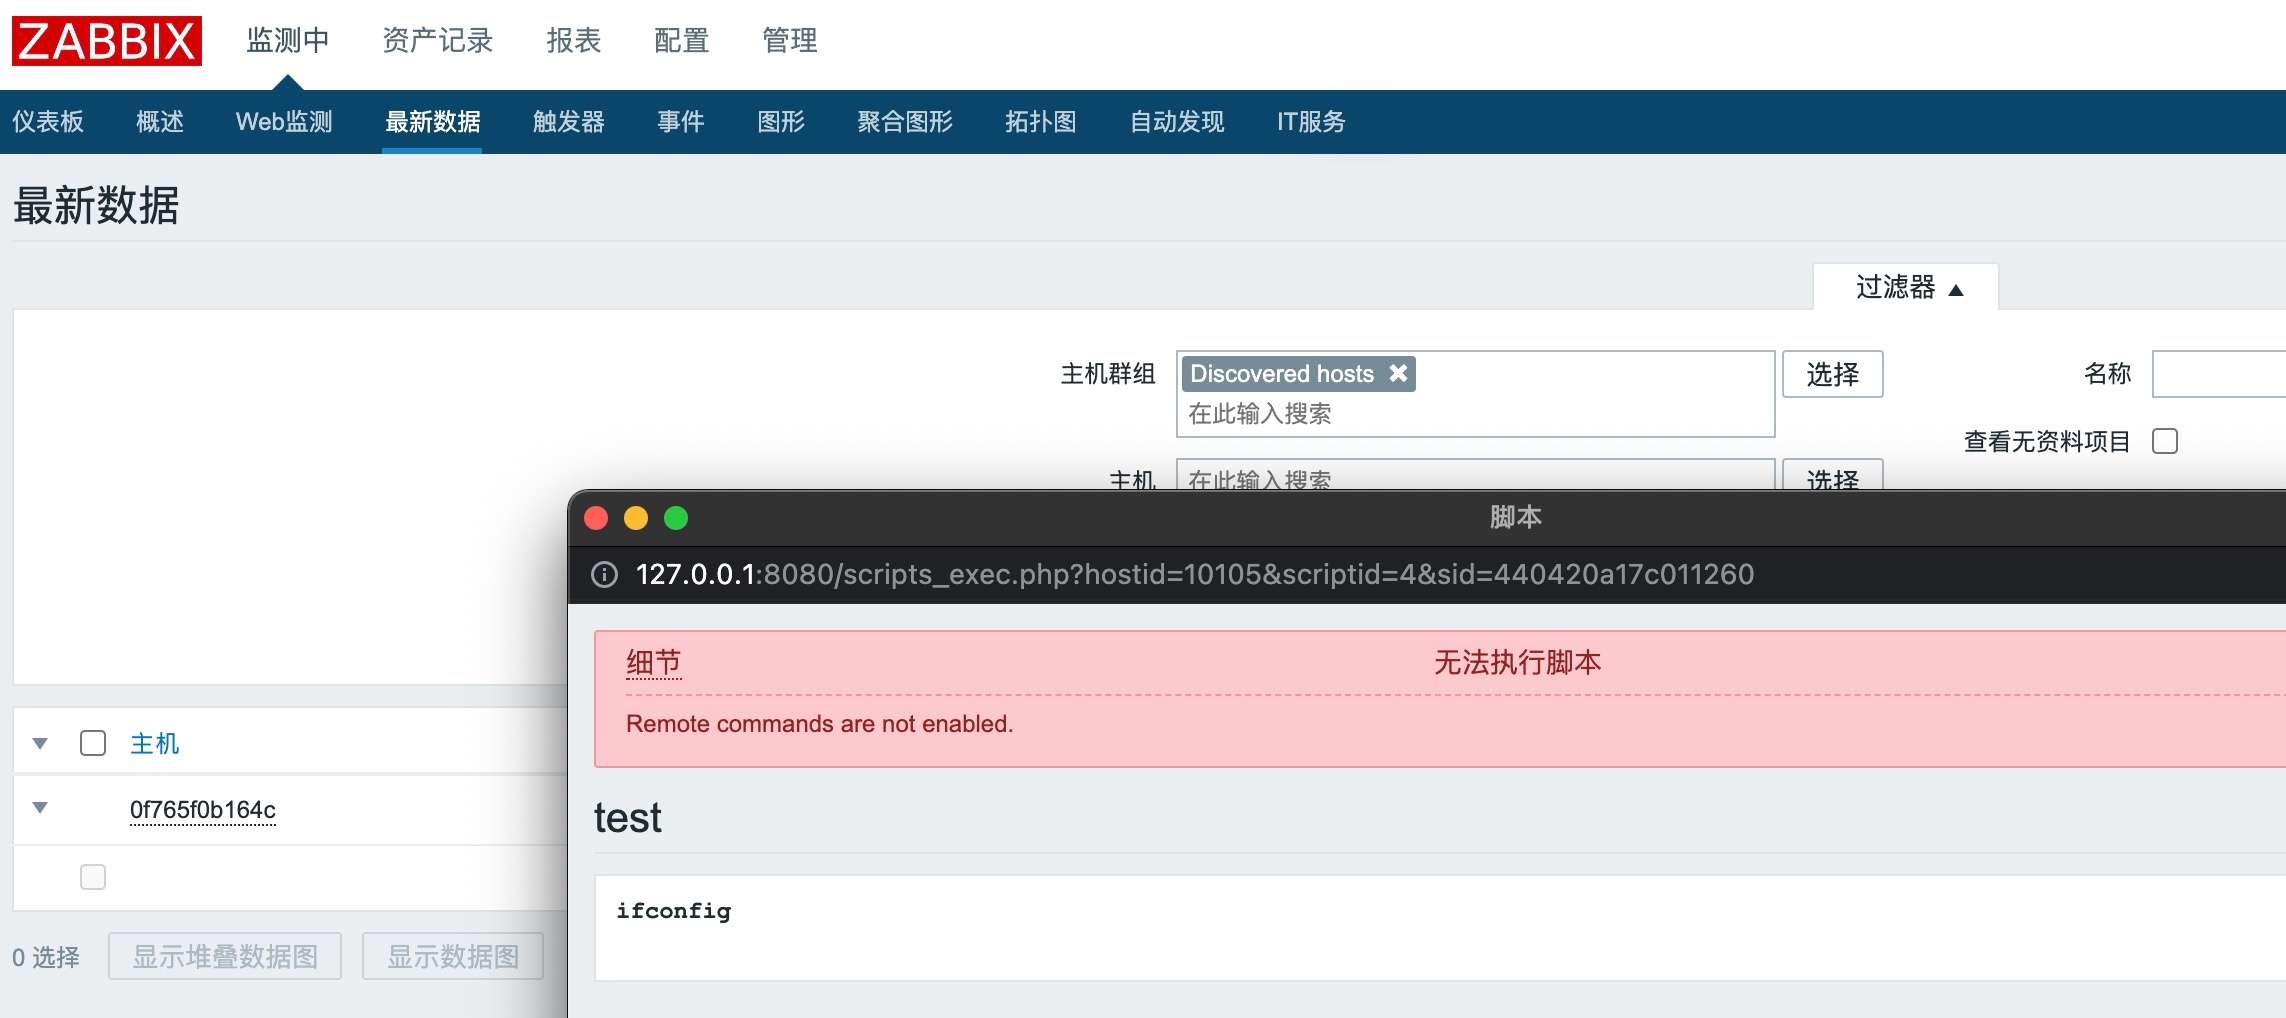 ZABBIX 监测中 资产记录 报表 配置 管理
仪表板 概述 Web监测 最新数据 触发器 事件 图形 聚合图形 拓扑图 自动发现 IT服务
最新数据
过滤器 ▲
主机群组 Discovered hosts ✖ 选择 名称
在此输入搜索
查看无资料项目
主机 在此输入搜索 选择
脚本
127.0.0.1:8080/scripts_exec.php?hostid=10105&scriptid=4&sid=440420a17c011260
细节 无法执行脚本
Remote commands are not enabled.
主机
0f765f0b164c
test
ifconfig
0 选择 显示堆叠数据图 显示数据图